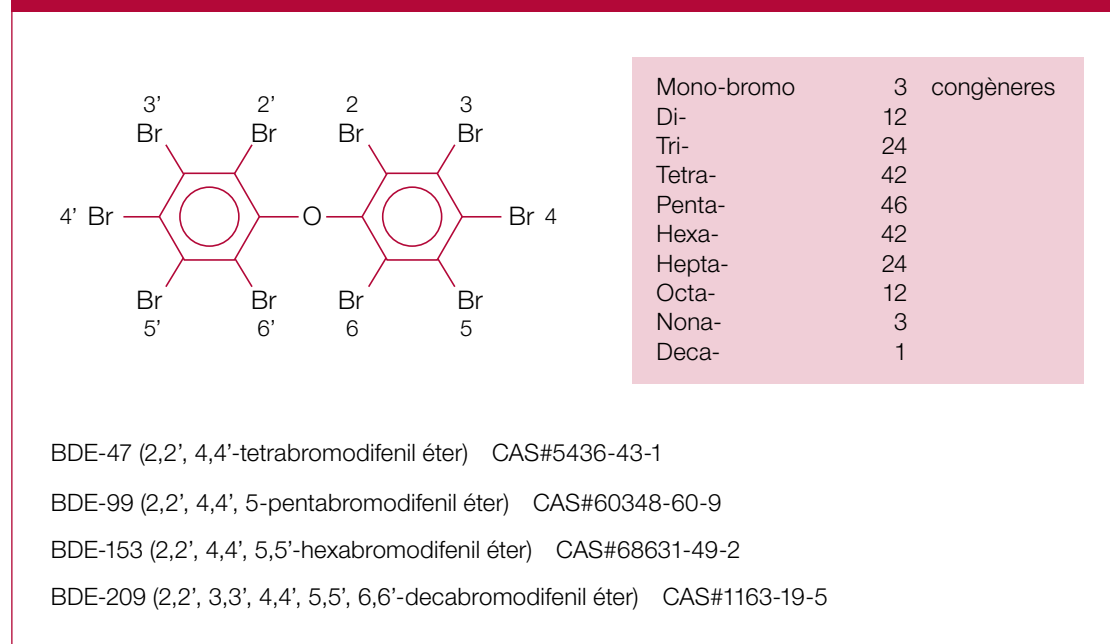 3’ 2’ 2 3
Br Br Br Br
4’ Br O Br 4
Br Br Br Br
5’ 6’ 6 5
Mono-bromo 3 congèneres
Di- 12
Tri- 24
Tetra- 42
Penta- 46
Hexa- 42
Hepta- 24
Octa- 12
Nona- 3
Deca- 1
BDE-47 (2,2’, 4,4’-tetrabromodifenil éter) CAS#5436-43-1
BDE-99 (2,2’, 4,4’, 5-pentabromodifenil éter) CAS#60348-60-9
BDE-153 (2,2’, 4,4’, 5,5’-hexabromodifenil éter) CAS#68631-49-2
BDE-209 (2,2’, 3,3’, 4,4’, 5,5’, 6,6’-decabromodifenil éter) CAS#1163-19-5